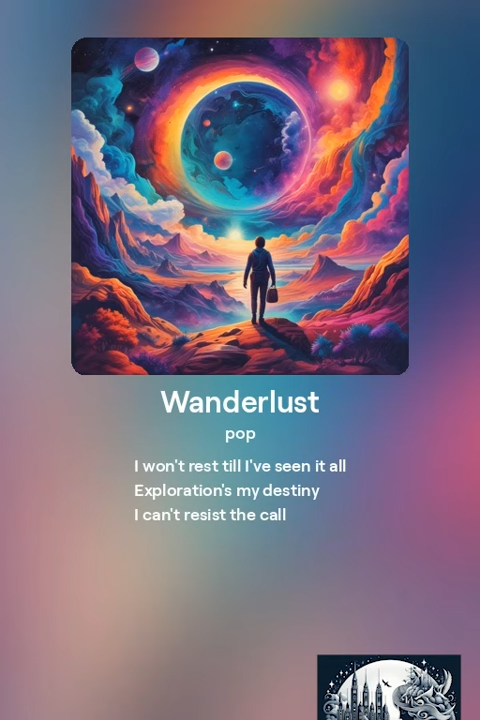 Wanderlust
pop
I won't rest till I've seen it all
Exploration's my destiny
I can't resist the call